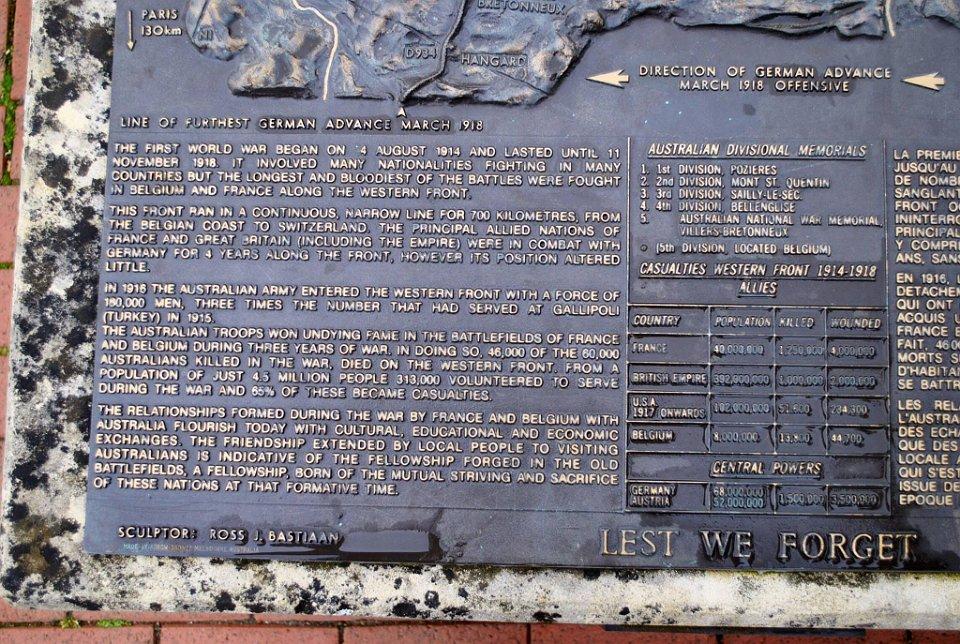 PARIS
130km
BRETONNEUX
D934
HANGARD
DIRECTION OF GERMAN ADVANCE
MARCH 1918 OFFENSIVE
LINE OF FURTHEST GERMAN ADVANCE MARCH 1918
THE FIRST WORLD WAR BEGAN ON 4 AUGUST 1914 AND LASTED UNTIL 11
NOVEMBER 1918. IT INVOLVED MANY NATIONALITIES FIGHTING IN MANY
COUNTRIES BUT THE LONGEST AND BLOODIEST OF THE BATTLES WERE FOUGHT
IN BELGIUM AND FRANCE ALONG THE WESTERN FRONT.
THIS FRONT RAN IN A CONTINUOUS, NARROW LINE FOR 700 KILOMETRES, FROM
THE BELGIAN COAST TO SWITZERLAND. THE PRINCIPAL ALLIED NATIONS OF
FRANCE AND GREAT BRITAIN (INCLUDING THE EMPIRE) WERE IN COMBAT WITH
GERMANY FOR 4 YEARS ALONG THE FRONT, HOWEVER ITS POSITION ALTERED
LITTLE.
IN 1916 THE AUSTRALIAN ARMY ENTERED THE WESTERN FRONT WITH A FORCE OF
180,000 MEN, THREE TIMES THE NUMBER THAT HAD SERVED AT GALLIPOLI
(TURKEY) IN 1915.
THE AUSTRALIAN TROOPS WON UNDYING FAME IN THE BATTLEFIELDS OF FRANCE
AND BELGIUM DURING THREE YEARS OF WAR. IN DOING SO, 46,000 OF THE 60,000
AUSTRALIANS KILLED IN THE WAR, DIED ON THE WESTERN FRONT. FROM A
POPULATION OF JUST 4.5 MILLION PEOPLE 313,000 VOLUNTEERED TO SERVE
DURING THE WAR AND 65% OF THESE BECAME CASUALTIES.
THE RELATIONSHIPS FORMED DURING THE WAR BY FRANCE AND BELGIUM WITH
AUSTRALIA FLOURISH TODAY WITH CULTURAL, EDUCATIONAL AND ECONOMIC
EXCHANGES. THE FRIENDSHIP EXTENDED BY LOCAL PEOPLE TO VISITING
AUSTRALIANS IS INDICATIVE OF THE FELLOWSHIP FORGED IN THE OLD
BATTLEFIELDS, A FELLOWSHIP, BORN OF THE MUTUAL STRIVING AND SACRIFICE
OF THESE NATIONS AT THAT FORMATIVE TIME.
SCULPTOR: ROSS J. BASTIAAN
AUSTRALIAN DIVISIONAL MEMORIALS
1. 1st DIVISION, POZIERES
2. 2nd DIVISION, MONT ST. QUENTIN
3. 3rd DIVISION, SAILLY-LE-SEC.
4. 4th DIVISION, BELLENGLISE
5. AUSTRALIAN NATIONAL WAR MEMORIAL,
VILLERS-BRETONNEUX
(5th DIVISION, LOCATED BELGIUM)
CASUALTIES WESTERN FRONT 1914-1918
ALLIES
COUNTRY POPULATION KILLED WOUNDED
FRANCE 40,000,000 1,250,000 4,000,000
BRITISH EMPIRE 392,000,000 1,000,000 2,000,000
U.S.A.
1917 ONWARDS 102,000,000 51,600 234,300
BELGIUM 8,000,000 13,800 44,700
CENTRAL POWERS
GERMANY 68,000,000
AUSTRIA 52,000,000 1,500,000 3,500,000
LEST WE FORGET
LA PREMIE
JUSQU'AU
DE NOMB
SANGLANT
FRONT OC
ININTERRO
PRINCIPAL
Y COMPRI
ANS, SANS
EN 1916, U
DETACHEM
QUI ONT
ACQUIS U
FRANCE E
FAIT, 46 00
MORTS S
D'HABITAN
SE BATTR
LES RELA
L'AUSTRA
LES ECHA
QUE DES
LOCALE A
QUI S'EST
ISSUE DE
EPOQUE